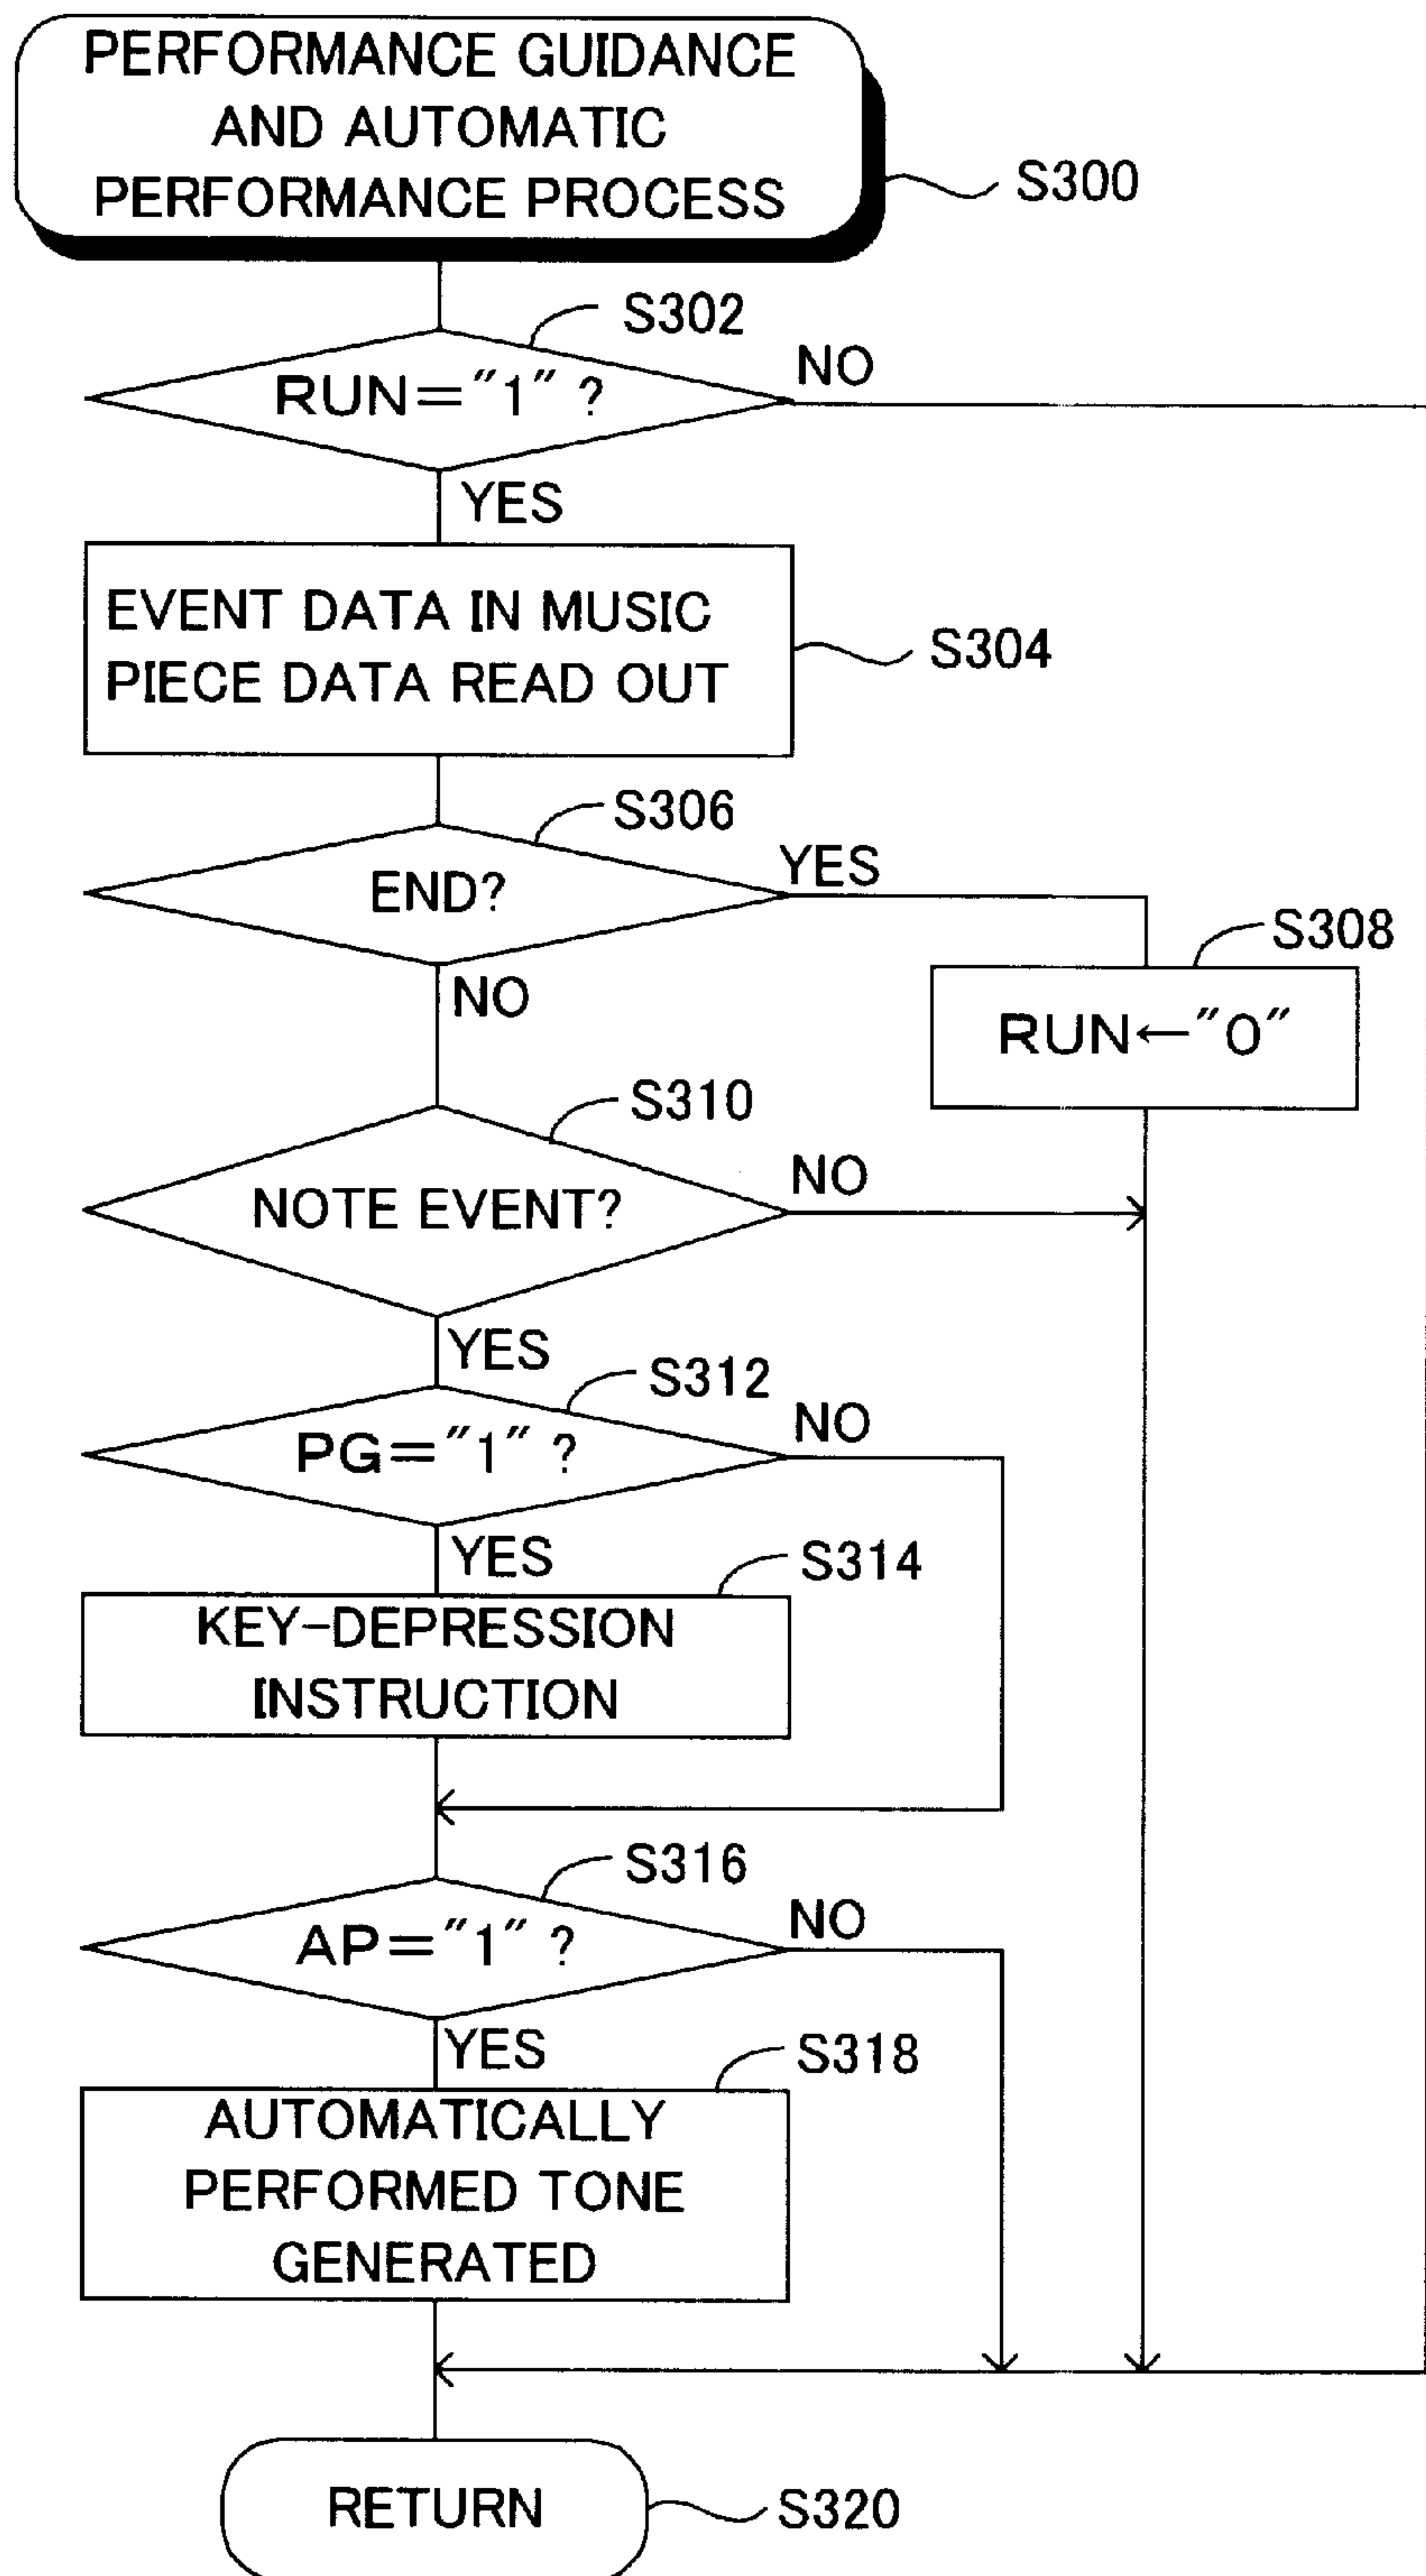 PERFORMANCE GUIDANCE
AND AUTOMATIC
PERFORMANCE PROCESS
S300
S302
RUN="1" ?
NO
YES
EVENT DATA IN MUSIC
PIECE DATA READ OUT
S304
S306
END?
YES
NO
S308
RUN←"0"
S310
NOTE EVENT?
NO
YES
S312
PG="1" ?
NO
YES
S314
KEY-DEPRESSION
INSTRUCTION
S316
AP="1" ?
NO
YES
S318
AUTOMATICALLY
PERFORMED TONE
GENERATED
RETURN
S320